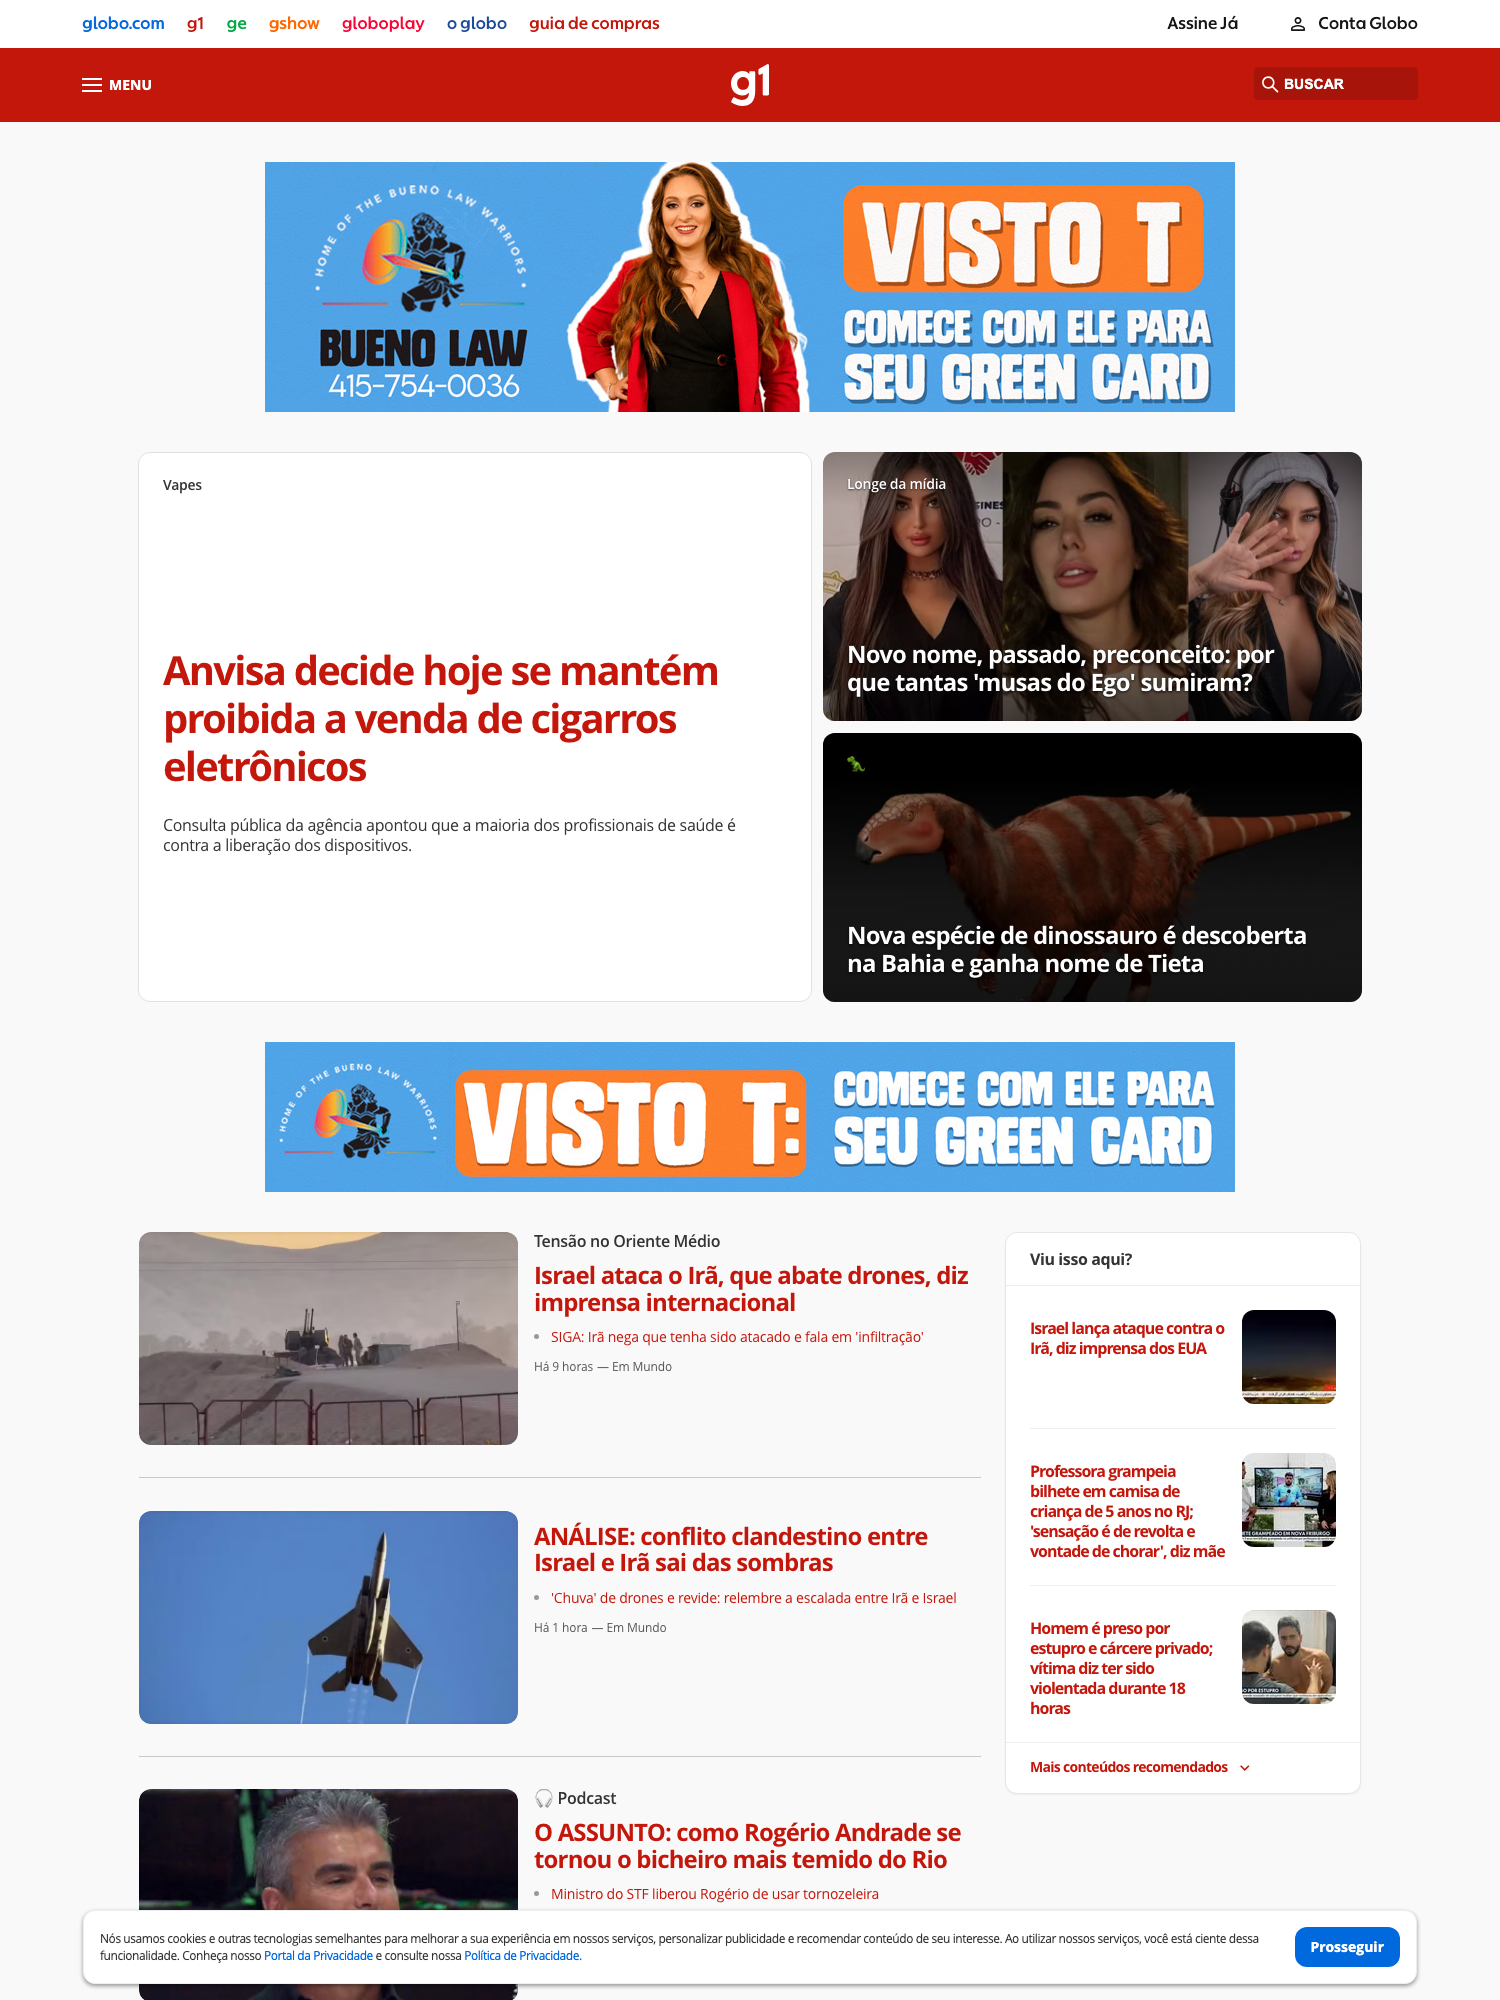 globo.com g1 ge gshow globoplay o globo guia de compras Assine Já Conta Globo
MENU g1 BUSCAR
HOME OF THE BUENO LAW WARRIORS
BUENO LAW
415-754-0036
VISTO T
COMECE COM ELE PARA
SEU GREEN CARD
Vapes
Anvisa decide hoje se mantém
proibida a venda de cigarros
eletrônicos
Consulta pública da agência apontou que a maioria dos profissionais de saúde é
contra a liberação dos dispositivos.
Longe da mídia
Novo nome, passado, preconceito: por
que tantas 'musas do Ego' sumiram?
🦖
Nova espécie de dinossauro é descoberta
na Bahia e ganha nome de Tieta
HOME OF THE BUENO LAW WARRIORS
VISTO T:
COMECE COM ELE PARA
SEU GREEN CARD
Tensão no Oriente Médio
Israel ataca o Irã, que abate drones, diz
imprensa internacional
SIGA: Irã nega que tenha sido atacado e fala em 'infiltração'
Há 9 horas — Em Mundo
ANÁLISE: conflito clandestino entre
Israel e Irã sai das sombras
'Chuva' de drones e revide: relembre a escalada entre Irã e Israel
Há 1 hora — Em Mundo
🎧 Podcast
O ASSUNTO: como Rogério Andrade se
tornou o bicheiro mais temido do Rio
Ministro do STF liberou Rogério de usar tornozeleira
Viu isso aqui?
Israel lança ataque contra o
Irã, diz imprensa dos EUA
Professora grampeia
bilhete em camisa de
criança de 5 anos no RJ;
'sensação é de revolta e
vontade de chorar', diz mãe
ETE GRAMPEADO EM NOVA FRIBURGO
Homem é preso por
estupro e cárcere privado;
vítima diz ter sido
violentada durante 18
horas
O POR ESTUPRO
Mais conteúdos recomendados
Nós usamos cookies e outras tecnologias semelhantes para melhorar a sua experiência em nossos serviços, personalizar publicidade e recomendar conteúdo de seu interesse. Ao utilizar nossos serviços, você está ciente dessa
funcionalidade. Conheça nosso Portal da Privacidade e consulte nossa Política de Privacidade.
Prosseguir